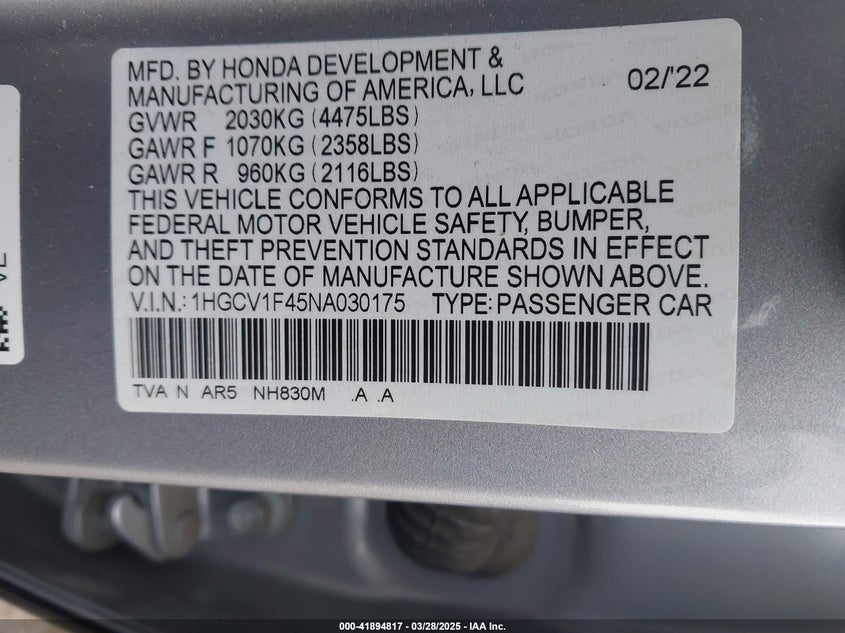 MFD. BY HONDA DEVELOPMENT &
MANUFACTURING OF AMERICA, LLC 02/'22
GVWR 2030KG (4475LBS)
GAWR F 1070KG (2358LBS)
GAWR R 960KG (2116LBS)
THIS VEHICLE CONFORMS TO ALL APPLICABLE
FEDERAL MOTOR VEHICLE SAFETY, BUMPER,
AND THEFT PREVENTION STANDARDS IN EFFECT
ON THE DATE OF MANUFACTURE SHOWN ABOVE.
V.I.N.: 1HGCV1F45NA030175 TYPE: PASSENGER CAR
TVA N AR5 NH830M .A .A
000-41894817 - 03/28/2025 - IAA Inc.